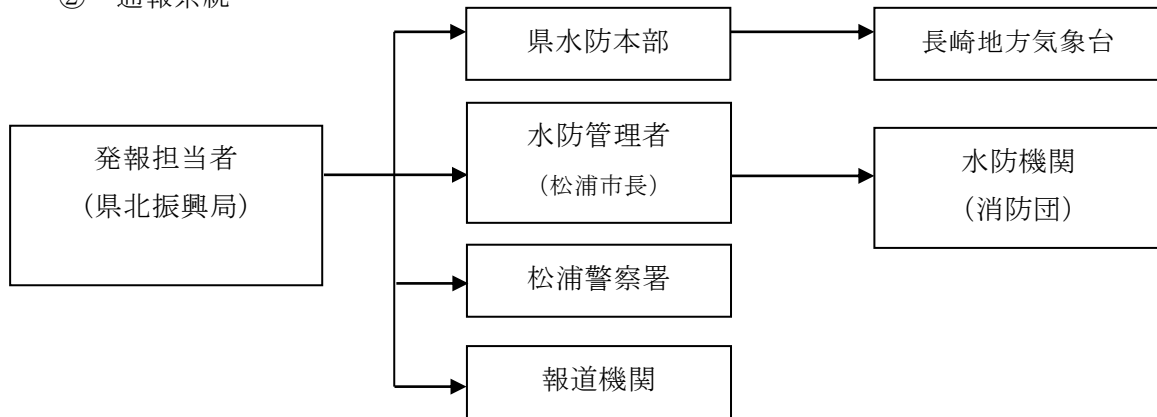 ② 通報系統
県水防本部
長崎地方気象台
発報担当者
(県北振興局)
水防管理者
(松浦市長)
水防機関
(消防団)
松浦警察署
報道機関